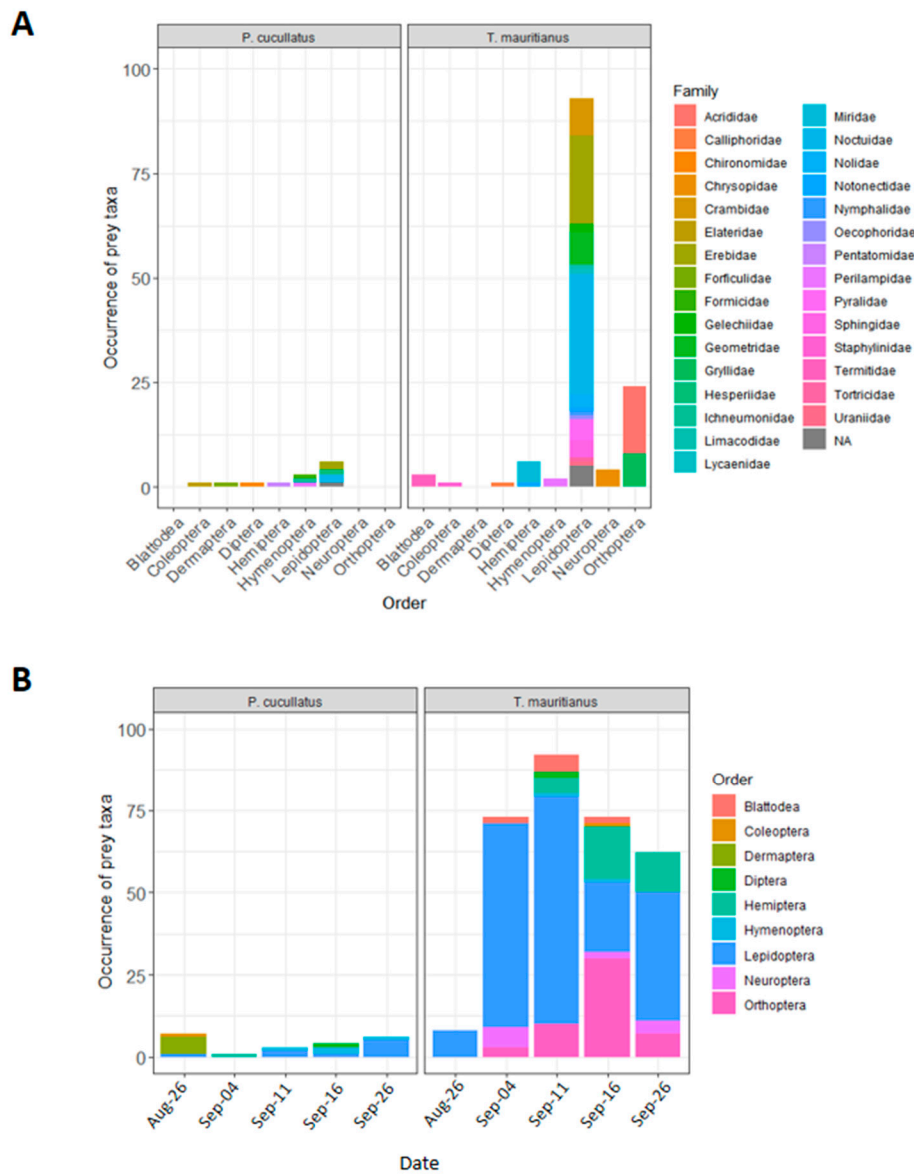 A
P. cucullatus
T. mauritianus
100
75
50
25
0
Occurrence of prey taxa
Blattodea
Coleoptera
Dermaptera
Diptera
Hemiptera
Hymenoptera
Lepidoptera
Neuroptera
Orthoptera
Blattodea
Coleoptera
Dermaptera
Diptera
Hemiptera
Hymenoptera
Lepidoptera
Neuroptera
Orthoptera
Order
Family
Acrididae
Calliphoridae
Chironomidae
Chrysopidae
Crambidae
Elateridae
Erebidae
Forficulidae
Formicidae
Gelechiidae
Geometridae
Gryllidae
Hesperiidae
Ichneumonidae
Limacodidae
Lycaenidae
Miridae
Noctuidae
Nolidae
Notonectidae
Nymphalidae
Oecophoridae
Pentatomidae
Perilampidae
Pyralidae
Sphingidae
Staphylinidae
Termitidae
Tortricidae
Uraniidae
NA
B
P. cucullatus
T. mauritianus
100
75
50
25
0
Occurrence of prey taxa
Aug-26
Sep-04
Sep-11
Sep-16
Sep-26
Aug-26
Sep-04
Sep-11
Sep-16
Sep-26
Date
Order
Blattodea
Coleoptera
Dermaptera
Diptera
Hemiptera
Hymenoptera
Lepidoptera
Neuroptera
Orthoptera